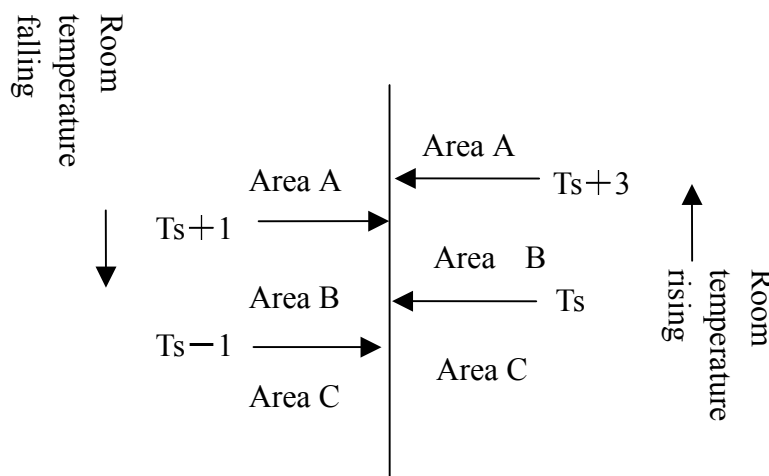 Room
temperature
falling
Area A
Area A
Ts+3
Ts+1
Area B
Area B
Ts
Ts−1
Area C
Area C
Room
temperature
rising